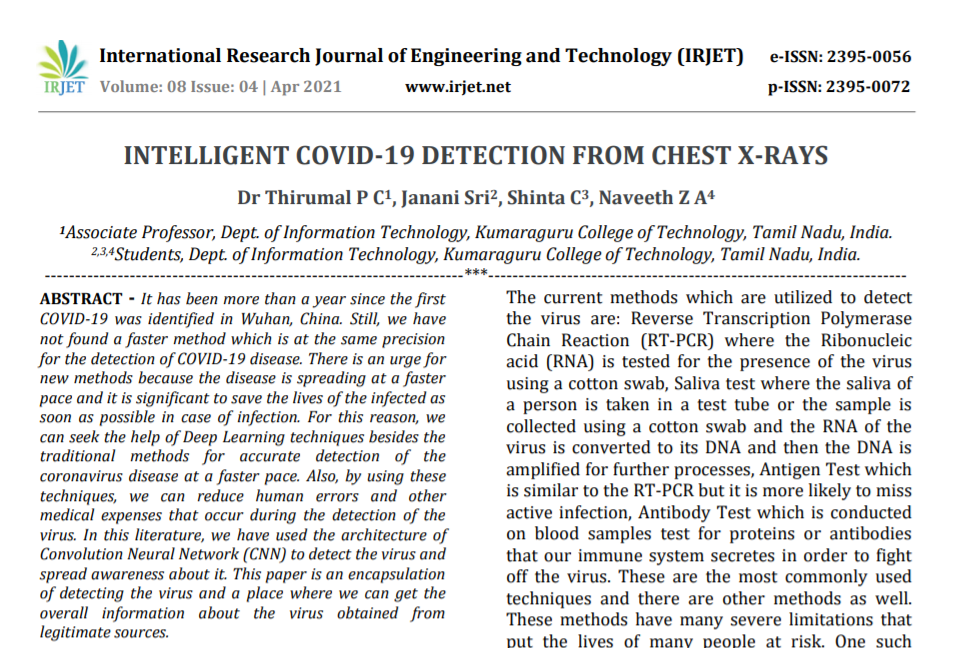 International Research Journal of Engineering and Technology (IRJET) e-ISSN: 2395-0056
IRJET Volume: 08 Issue: 04 | Apr 2021 www.irjet.net p-ISSN: 2395-0072
INTELLIGENT COVID-19 DETECTION FROM CHEST X-RAYS
Dr Thirumal P C1, Janani Sri2, Shinta C3, Naveeth Z A4
1Associate Professor, Dept. of Information Technology, Kumaraguru College of Technology, Tamil Nadu, India.
2,3,4Students, Dept. of Information Technology, Kumaraguru College of Technology, Tamil Nadu, India.
----------------------------------------------------------------------***----------------------------------------------------------------------
ABSTRACT - It has been more than a year since the first
COVID-19 was identified in Wuhan, China. Still, we have
not found a faster method which is at the same precision
for the detection of COVID-19 disease. There is an urge for
new methods because the disease is spreading at a faster
pace and it is significant to save the lives of the infected as
soon as possible in case of infection. For this reason, we
can seek the help of Deep Learning techniques besides the
traditional methods for accurate detection of the
coronavirus disease at a faster pace. Also, by using these
techniques, we can reduce human errors and other
medical expenses that occur during the detection of the
virus. In this literature, we have used the architecture of
Convolution Neural Network (CNN) to detect the virus and
spread awareness about it. This paper is an encapsulation
of detecting the virus and a place where we can get the
overall information about the virus obtained from
legitimate sources.
The current methods which are utilized to detect
the virus are: Reverse Transcription Polymerase
Chain Reaction (RT-PCR) where the Ribonucleic
acid (RNA) is tested for the presence of the virus
using a cotton swab, Saliva test where the saliva of
a person is taken in a test tube or the sample is
collected using a cotton swab and the RNA of the
virus is converted to its DNA and then the DNA is
amplified for further processes, Antigen Test which
is similar to the RT-PCR but it is more likely to miss
active infection, Antibody Test which is conducted
on blood samples test for proteins or antibodies
that our immune system secretes in order to fight
off the virus. These are the most commonly used
techniques and there are other methods as well.
These methods have many severe limitations that
put the lives of many people at risk. One such